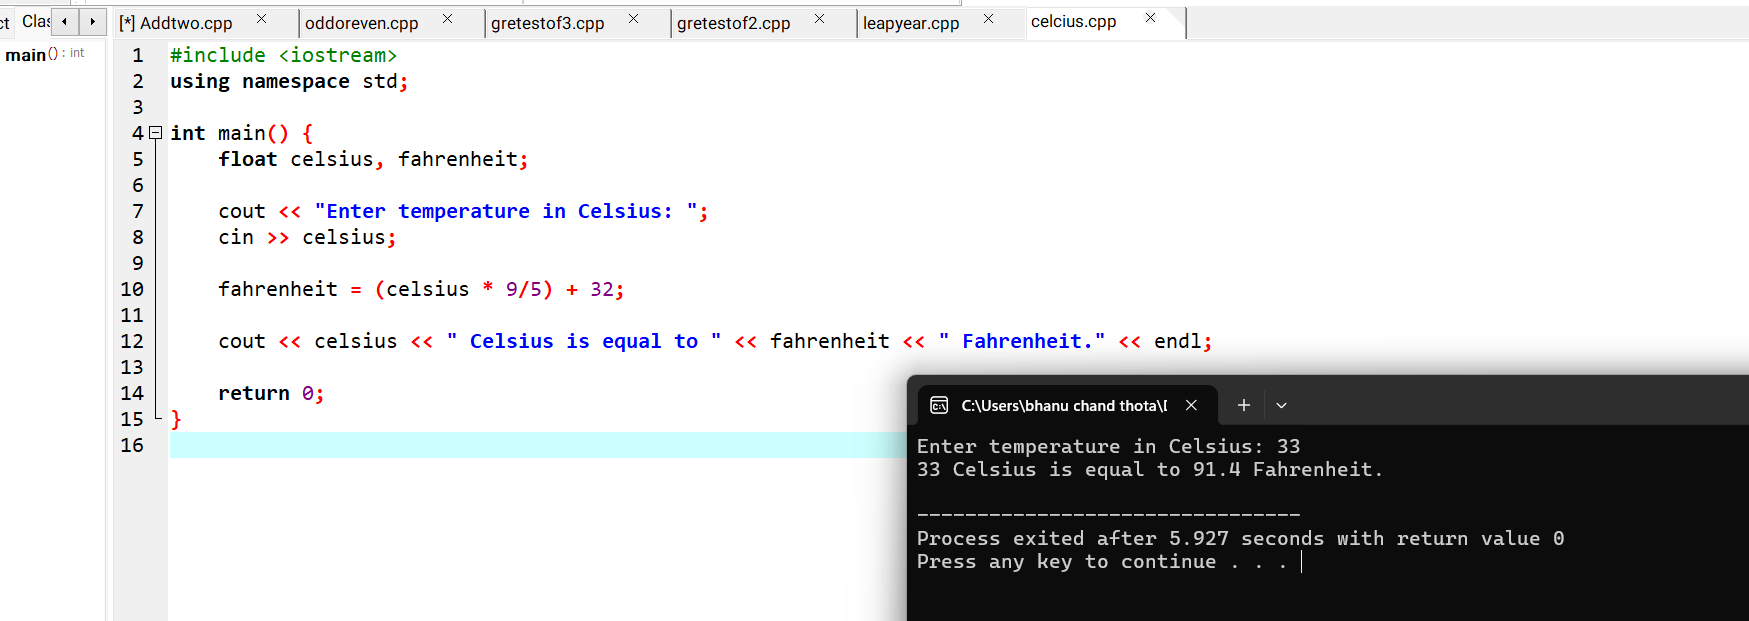 ct Clas [*] Addtwo.cpp oddoreven.cpp gretestof3.cpp gretestof2.cpp leapyear.cpp celcius.cpp
main() : int
1 #include <iostream>
2 using namespace std;
3
4 int main() {
5 float celsius, fahrenheit;
6
7 cout << "Enter temperature in Celsius: ";
8 cin >> celsius;
9
10 fahrenheit = (celsius * 9/5) + 32;
11
12 cout << celsius << " Celsius is equal to " << fahrenheit << " Fahrenheit." << endl;
13
14 return 0;
15 }
16
C:\Users\bhanu chand thota\
Enter temperature in Celsius: 33
33 Celsius is equal to 91.4 Fahrenheit.
--------------------------------
Process exited after 5.927 seconds with return value 0
Press any key to continue . . .